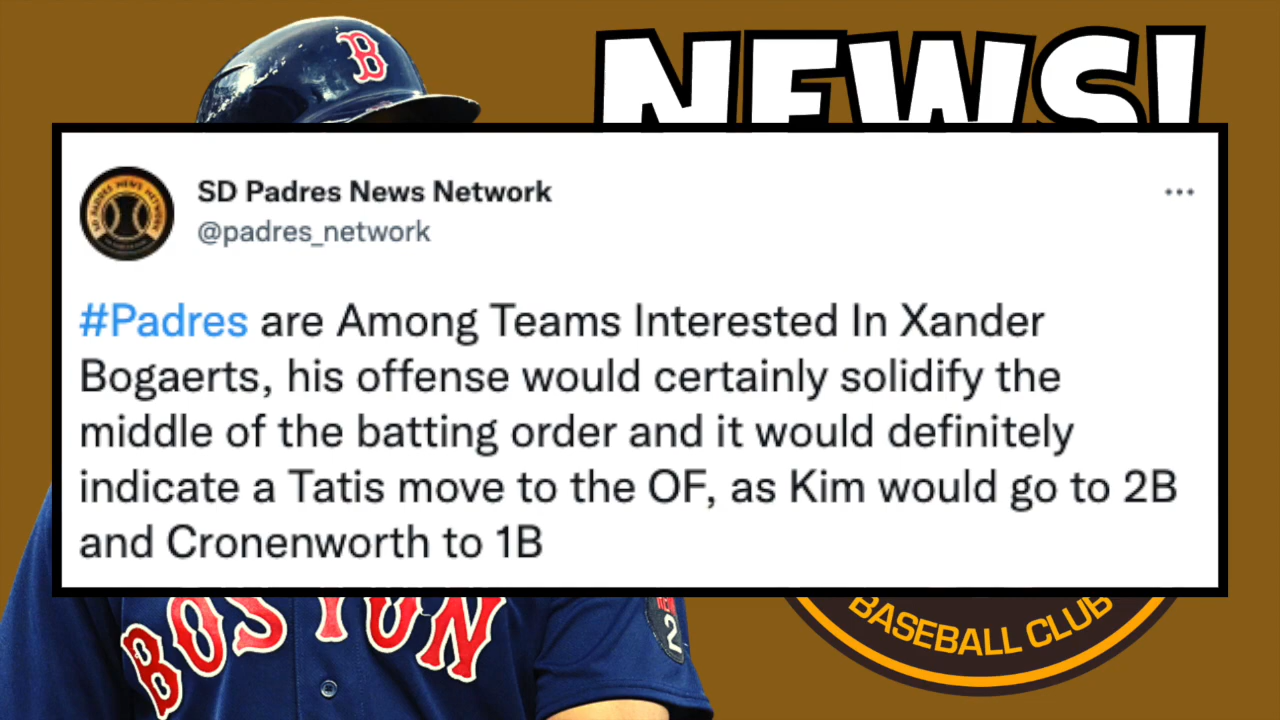 B
NEWS!
SD Padres News Network
@padres_network
#Padres are Among Teams Interested In Xander
Bogaerts, his offense would certainly solidify the
middle of the batting order and it would definitely
indicate a Tatis move to the OF, as Kim would go to 2B
and Cronenworth to 1B
BOSTON
2
BASEBALL CLUB